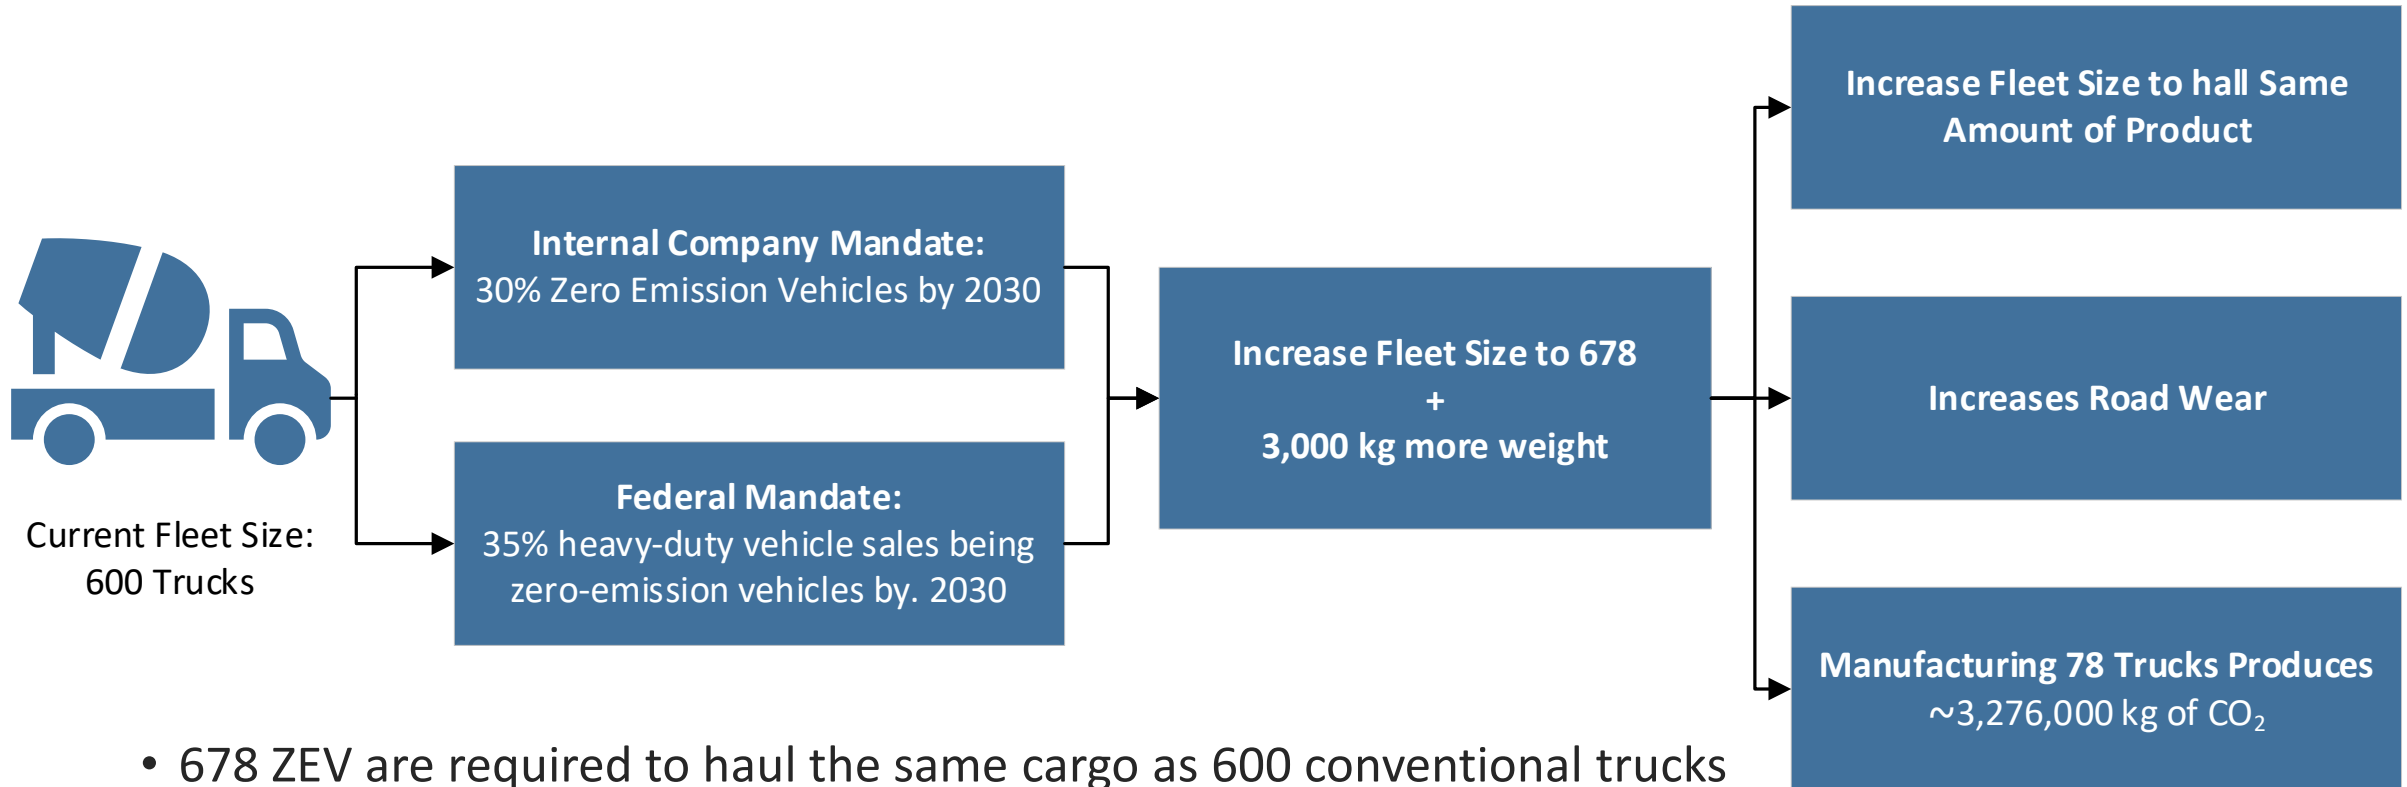 Current Fleet Size:
600 Trucks
Internal Company Mandate:
30% Zero Emission Vehicles by 2030
Federal Mandate:
35% heavy-duty vehicle sales being
zero-emission vehicles by. 2030
Increase Fleet Size to 678
+
3,000 kg more weight
Increase Fleet Size to hall Same
Amount of Product
Increases Road Wear
Manufacturing 78 Trucks Produces
~3,276,000 kg of CO₂
• 678 ZEV are required to haul the same cargo as 600 conventional trucks